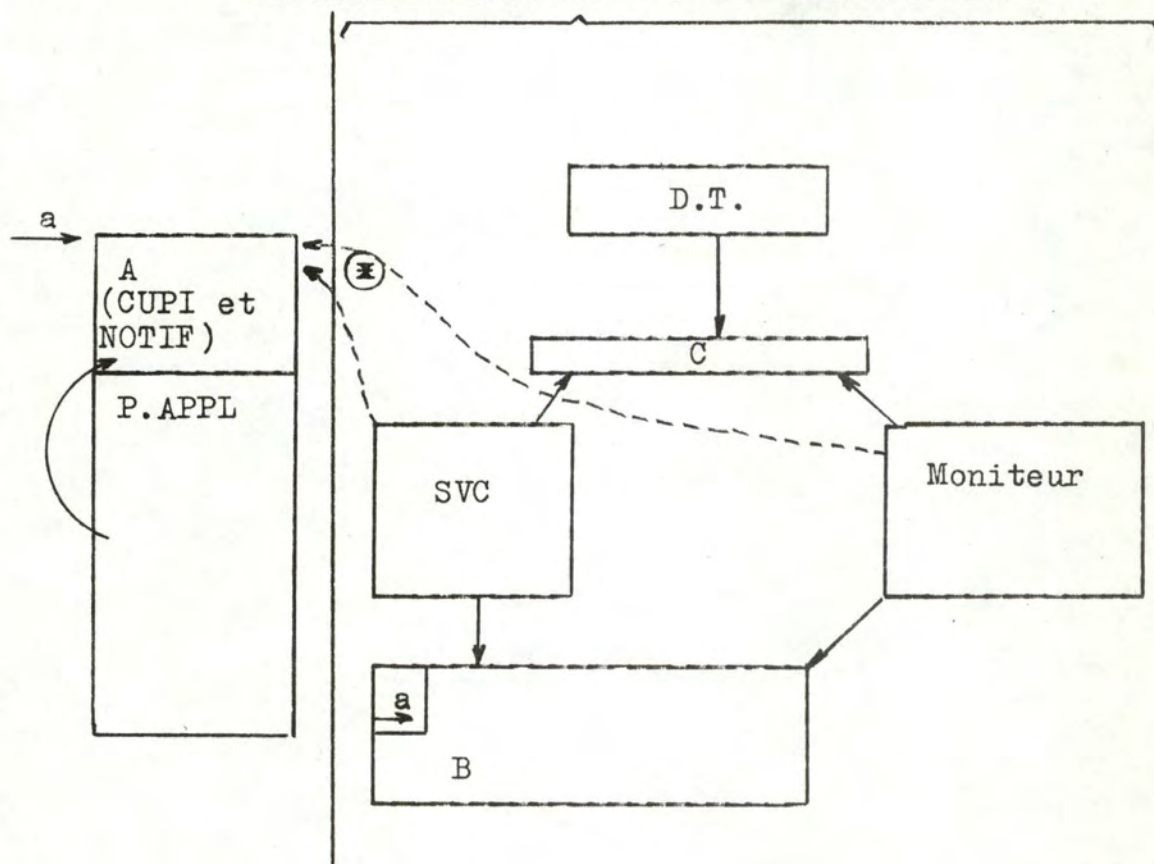 D.T.
a
A
(CUPI et
NOTIF)
C
P.APPL
SVC
Moniteur
a
B